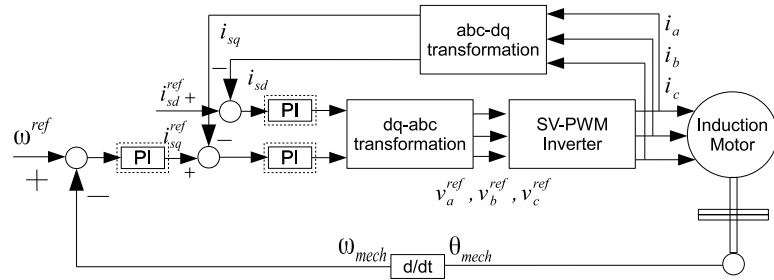 abc-dq
transformation
i_sq
i_a
i_b
i_c
−
i_sd
i_sd^ref +
PI
ω^ref
i_sq^ref
−
dq-abc
transformation
SV-PWM
Inverter
Induction
Motor
+
PI
+
PI
−
v_a^ref , v_b^ref , v_c^ref
ω_mech
d/dt
θ_mech